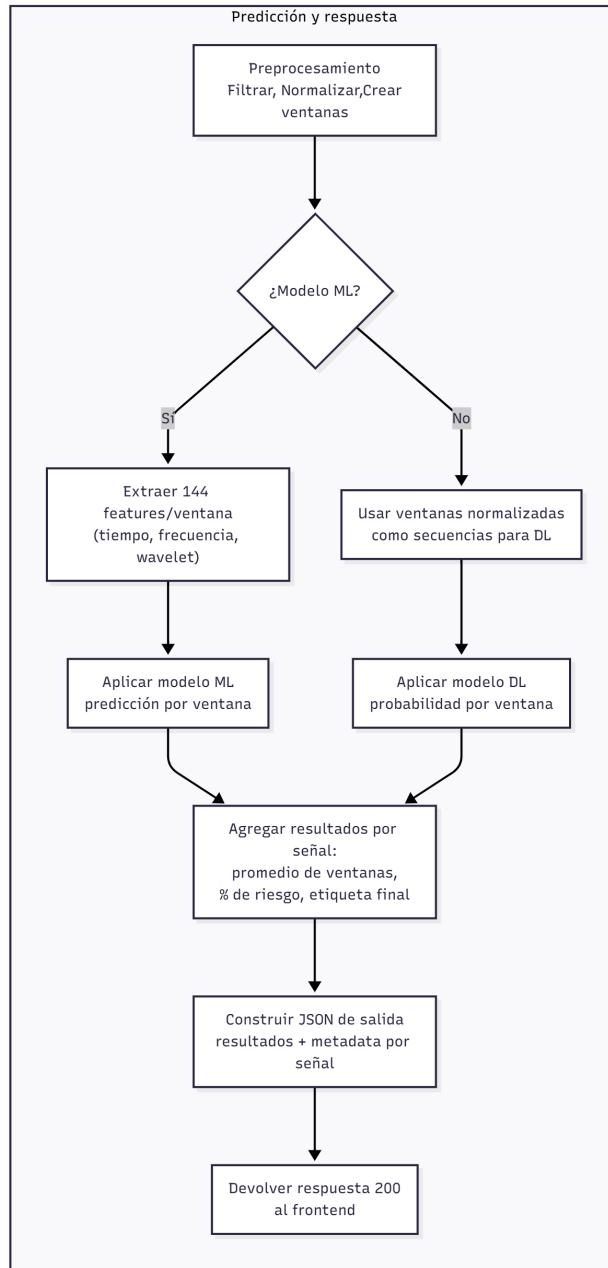 Predicción y respuesta
Preprocesamiento
Filtrar, Normalizar,Crear
ventanas
¿Modelo ML?
Sí
No
Extraer 144
features/ventana
(tiempo, frecuencia,
wavelet)
Usar ventanas normalizadas
como secuencias para DL
Aplicar modelo ML
predicción por ventana
Aplicar modelo DL
probabilidad por ventana
Agregar resultados por
señal:
promedio de ventanas,
% de riesgo, etiqueta final
Construir JSON de salida
resultados + metadata por
señal
Devolver respuesta 200
al frontend